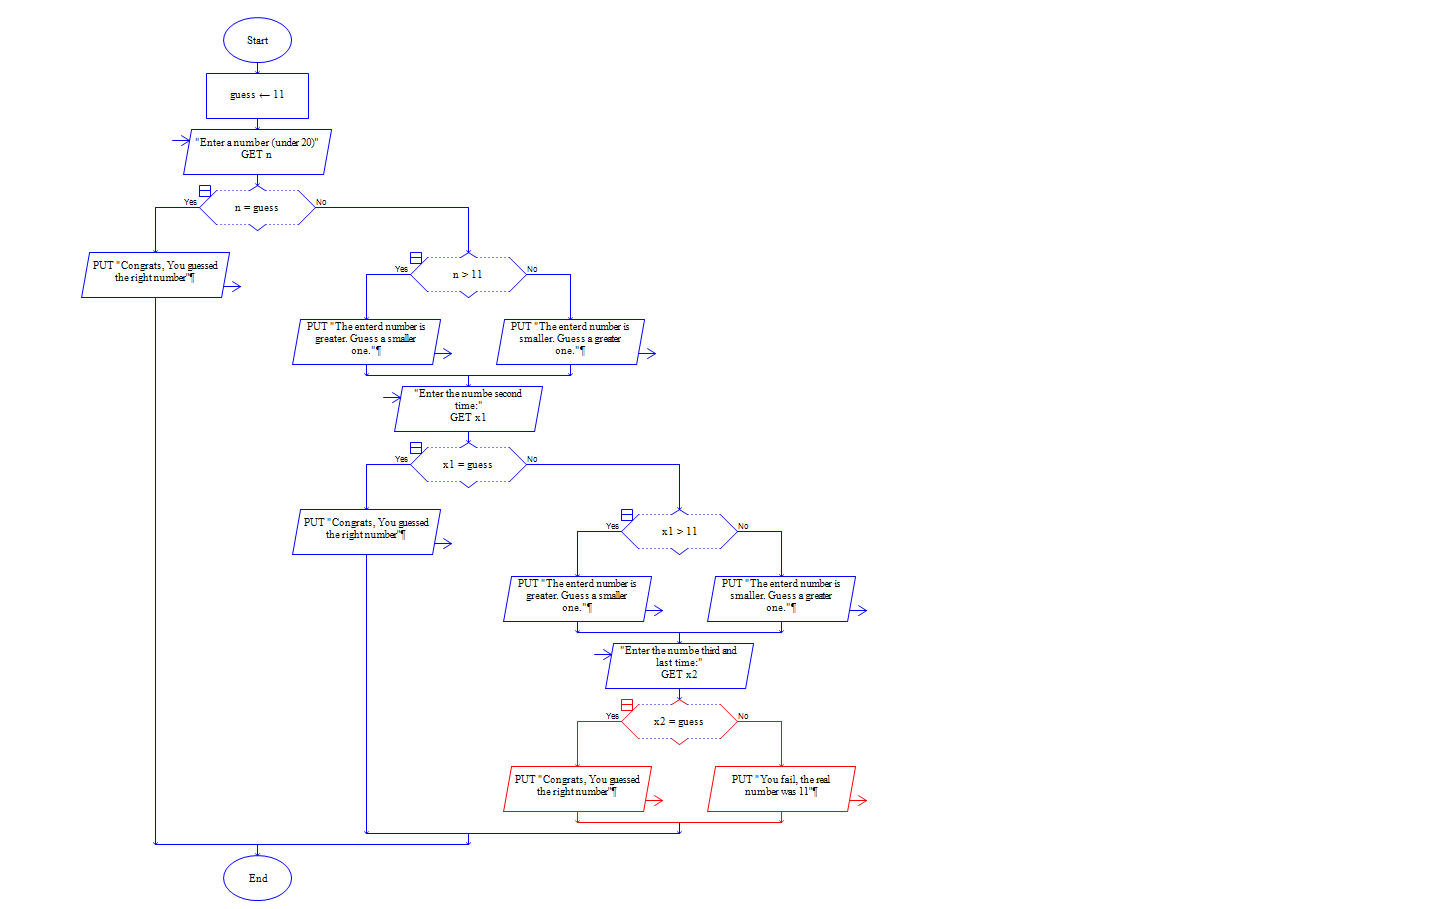 Start
guess ← 11
"Enter a number (under 20)"
GET n
Yes
n = guess
No
PUT "Congrats, You guessed
the right number"¶
Yes
n > 11
No
PUT "The enterd number is
greater. Guess a smaller
one."¶
PUT "The enterd number is
smaller. Guess a greater
one."¶
"Enter the numbe second
time:"
GET x1
Yes
x1 = guess
No
PUT "Congrats, You guessed
the right number"¶
Yes
x1 > 11
No
PUT "The enterd number is
greater. Guess a smaller
one."¶
PUT "The enterd number is
smaller. Guess a greater
one."¶
"Enter the numbe third and
last time:"
GET x2
Yes
x2 = guess
No
PUT "Congrats, You guessed
the right number"¶
PUT "You fail, the real
number was 11"¶
End